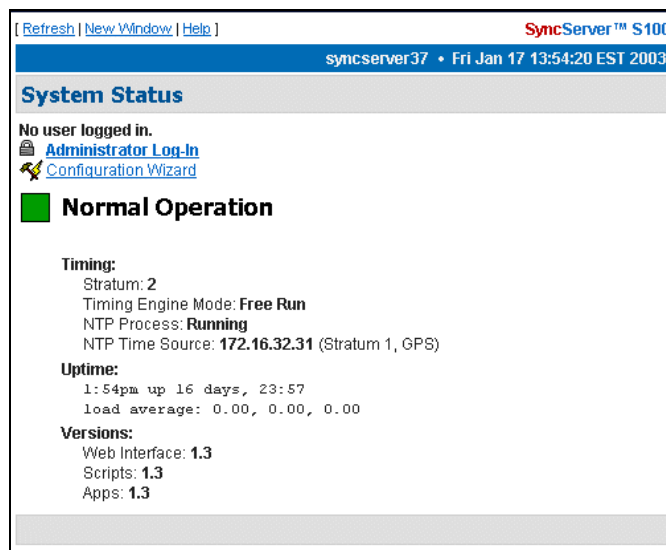 [ Refresh | New Window | Help ] SyncServer™ S100
syncserver37 • Fri Jan 17 13:54:20 EST 2003
System Status
No user logged in.
Administrator Log-In
Configuration Wizard
Normal Operation
Timing:
Stratum: 2
Timing Engine Mode: Free Run
NTP Process: Running
NTP Time Source: 172.16.32.31 (Stratum 1, GPS)
Uptime:
1:54pm up 16 days, 23:57
load average: 0.00, 0.00, 0.00
Versions:
Web Interface: 1.3
Scripts: 1.3
Apps: 1.3